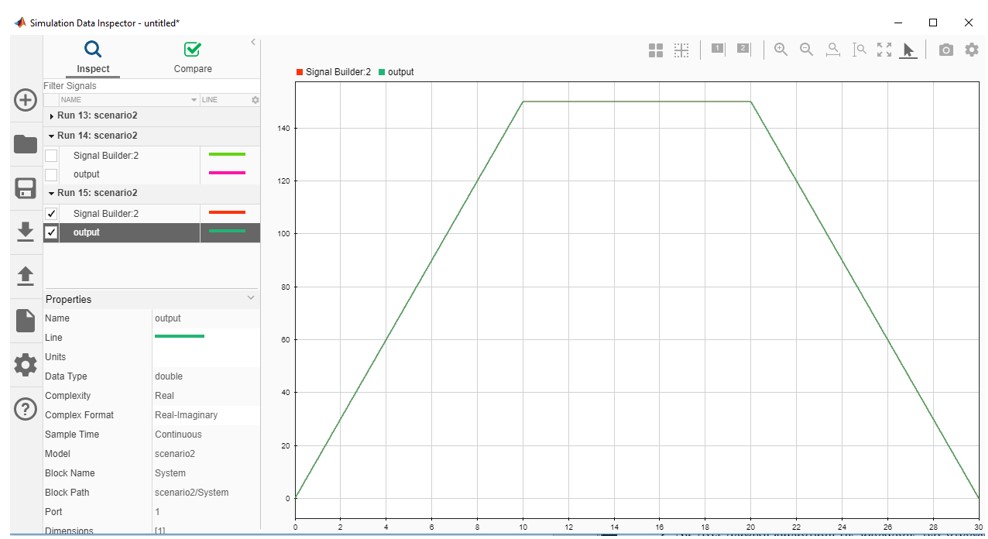 Simulation Data Inspector - untitled*
Inspect
Compare
Filter Signals
NAME
LINE
Run 13: scenario2
Run 14: scenario2
Signal Builder:2
output
Run 15: scenario2
Signal Builder:2
output
Properties
Name output
Line
Units
Data Type double
Complexity Real
Complex Format Real-Imaginary
Sample Time Continuous
Model scenario2
Block Name System
Block Path scenario2/System
Port 1
Dimensions [1]
1 2
Signal Builder:2 output
140
120
100
80
60
40
20
0
0 2 4 6 8 10 12 14 16 18 20 22 24 26 28 30